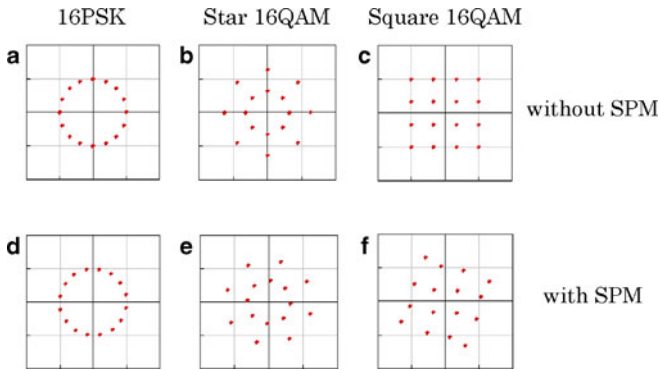 16PSK Star 16QAM Square 16QAM
a b c
without SPM
d e f
with SPM